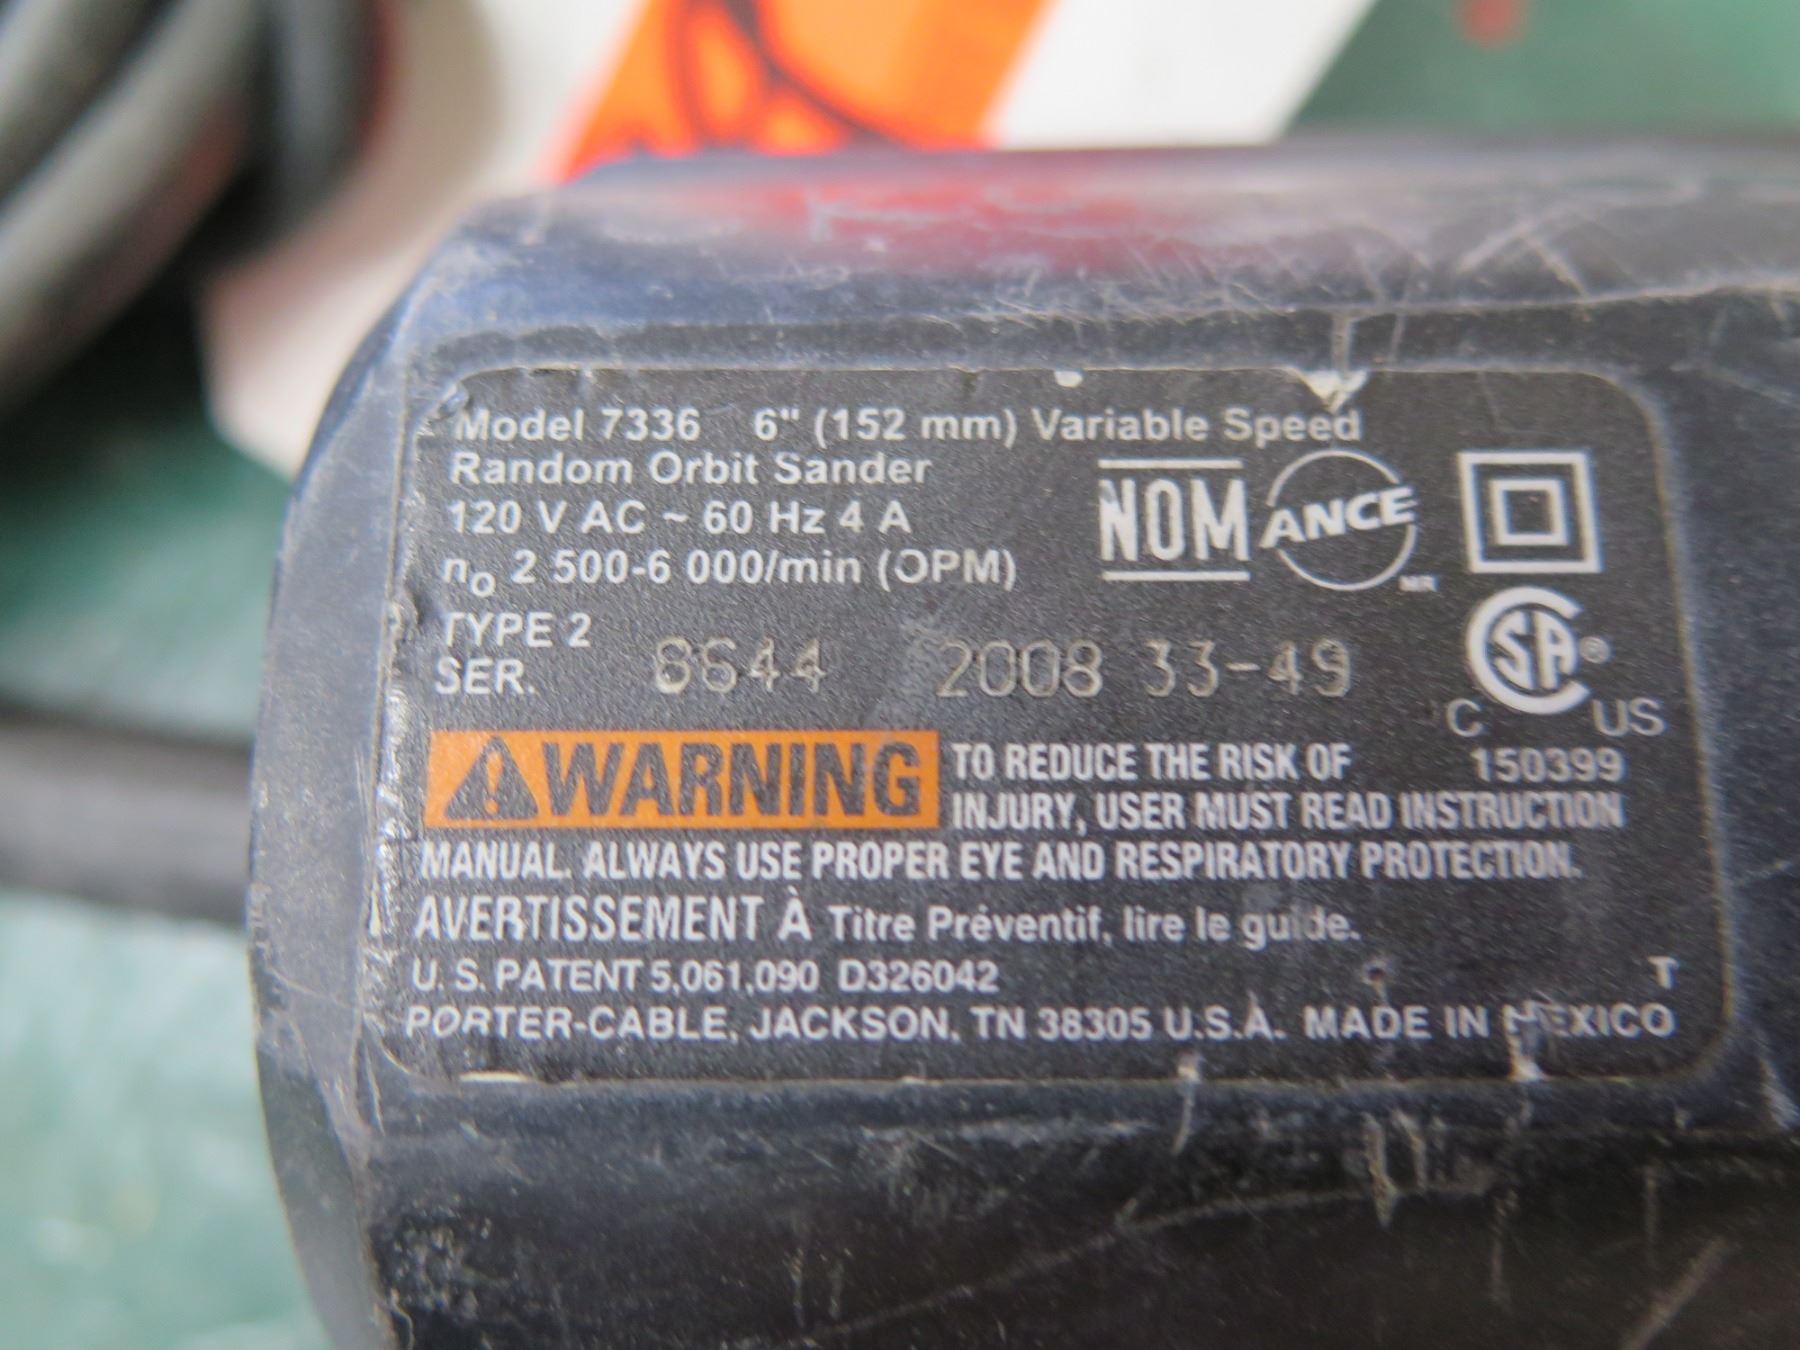 Model 7336 6" (152 mm) Variable Speed
Random Orbit Sander
120 V AC ~ 60 Hz 4 A
NOM ANCE MR
no 2 500-6 000/min (OPM)
TYPE 2
SER. 8644 2008 33-49
CSA ®
C US
WARNING TO REDUCE THE RISK OF 150399
INJURY, USER MUST READ INSTRUCTION
MANUAL. ALWAYS USE PROPER EYE AND RESPIRATORY PROTECTION.
AVERTISSEMENT À Titre Préventif, lire le guide.
U. S. PATENT 5,061,090 D326042 T
PORTER-CABLE, JACKSON, TN 38305 U.S.A. MADE IN MEXICO